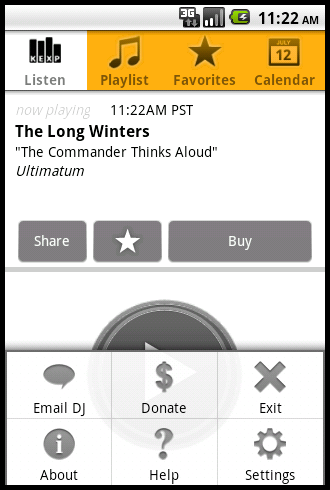 3G 11:22 AM
KEXP JULY 12
Listen Playlist Favorites Calendar
now playing 11:22AM PST
The Long Winters
"The Commander Thinks Aloud"
Ultimatum
Share Buy
Email DJ Donate Exit
About Help Settings